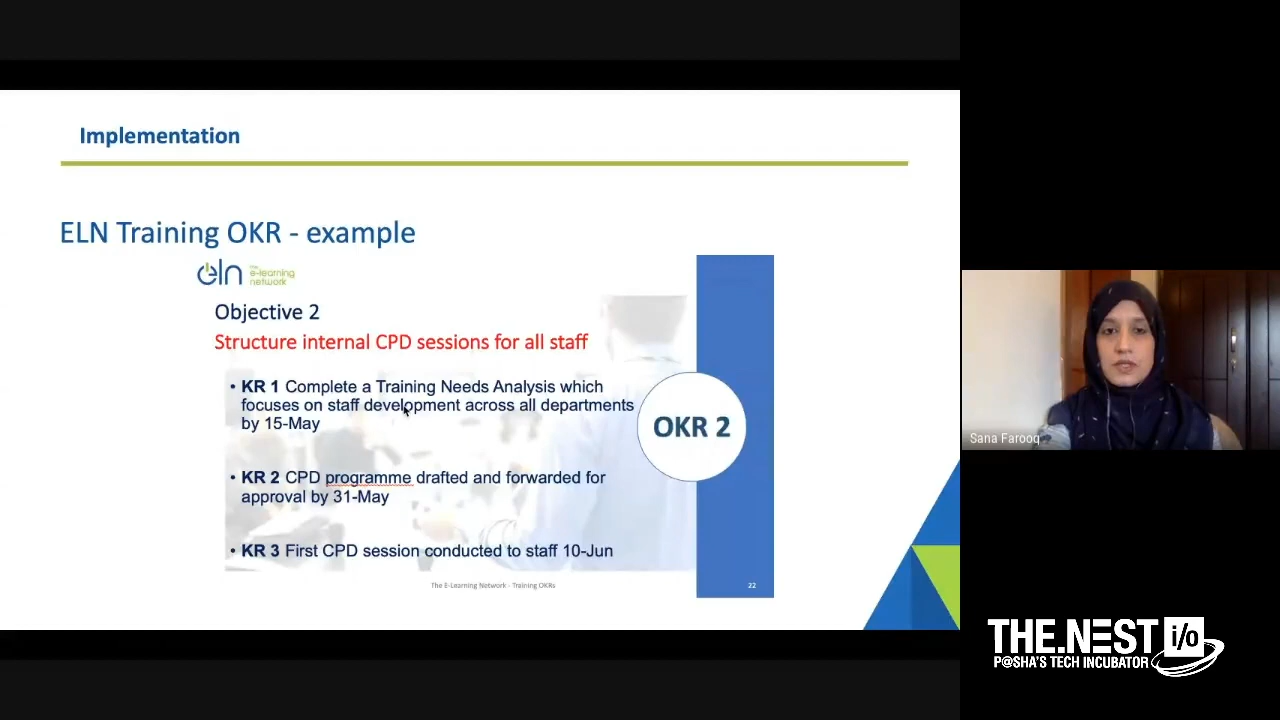 Implementation
ELN Training OKR - example
eln the e-learning network
Objective 2
Structure internal CPD sessions for all staff
• KR 1 Complete a Training Needs Analysis which
focuses on staff development across all departments
by 15-May
OKR 2
• KR 2 CPD programme drafted and forwarded for
approval by 31-May
• KR 3 First CPD session conducted to staff 10-Jun
The E-Learning Network - Training OKRs
22
Sana Farooq
THE.NEST i/o
P@SHA'S TECH INCUBATOR